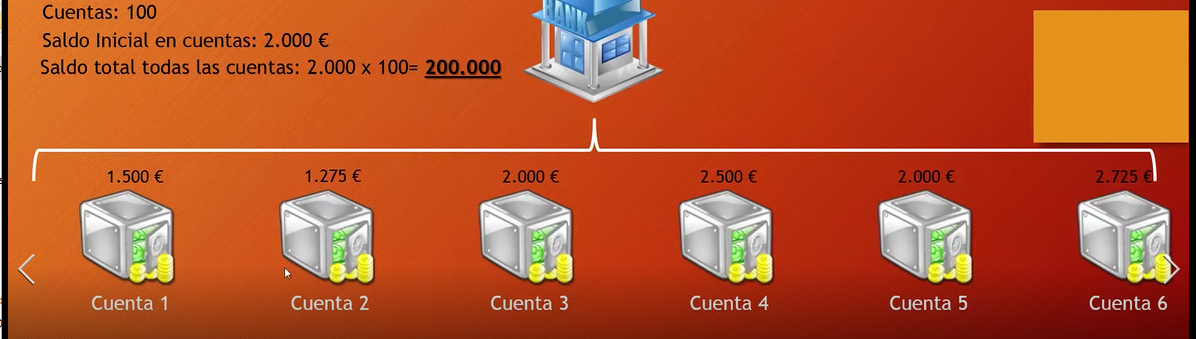 Cuentas: 100
BANK
Saldo Inicial en cuentas: 2.000 €
Saldo total todas las cuentas: 2.000 x 100= 200.000
1.500 €
1.275 €
2.000 €
2.500 €
2.000 €
2.725 €
Cuenta 1
Cuenta 2
Cuenta 3
Cuenta 4
Cuenta 5
Cuenta 6